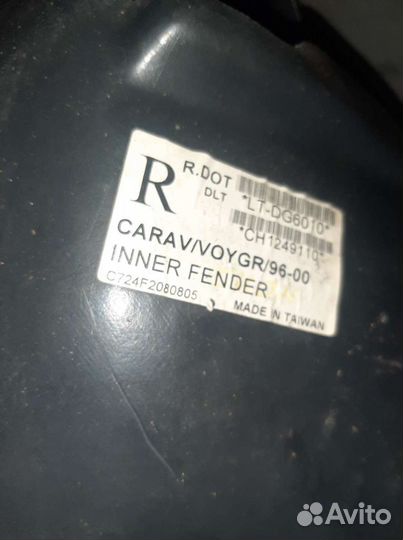 R
R.DOT
DLT
*LT-DG6010*
*CH1249110*
CARAV/VOYGR/96-00
INNER FENDER
C724F2080805
MADE IN TAIWAN
Avito